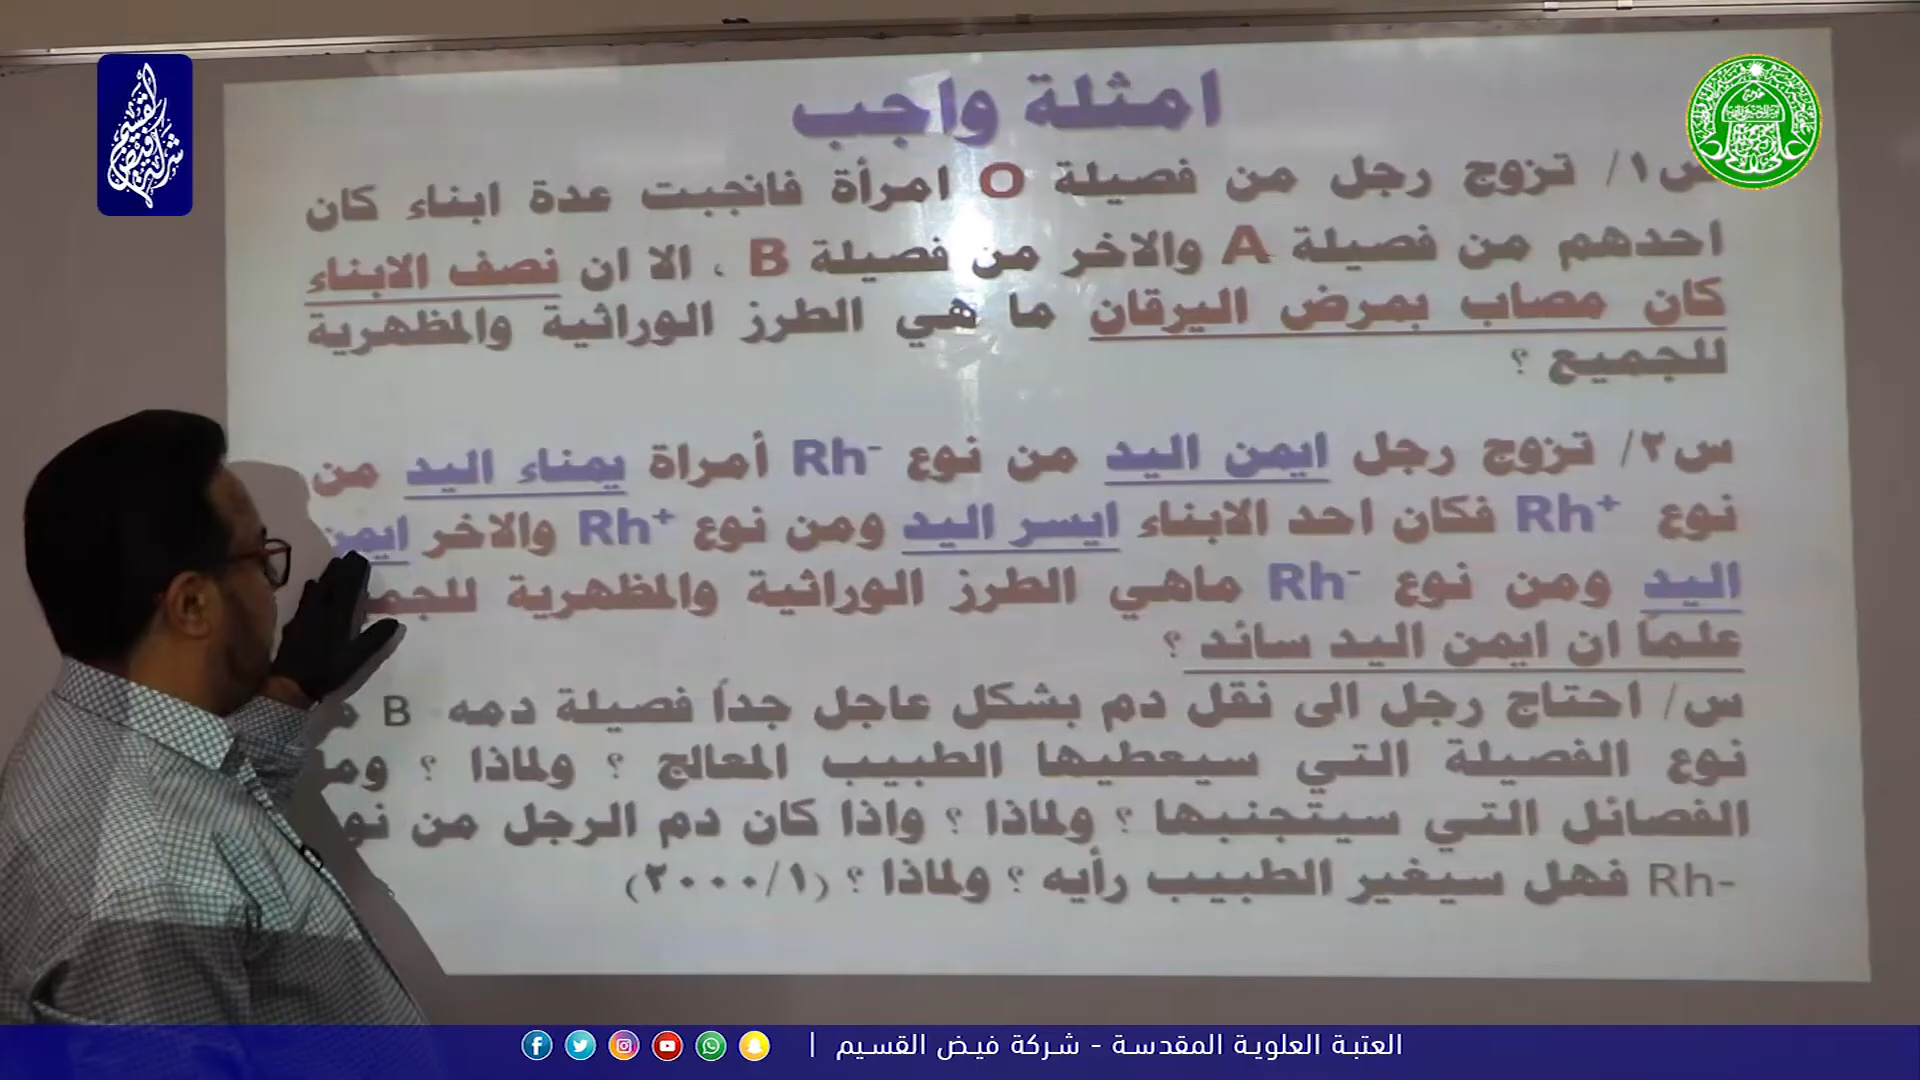 امثلة واجب
س١/ تزوج رجل من فصيلة O امرأة فانجبت عدة ابناء كان
احدهم من فصيلة A والاخر من فصيلة B ، الا ان نصف الابناء
كان مصاب بمرض اليرقان ما هي الطرز الوراثية والمظهرية
للجميع ؟
س٢/ تزوج رجل ايمن اليد من نوع Rh⁻ أمراة يمناء اليد من
نوع Rh⁺ فكان احد الابناء ايسر اليد ومن نوع Rh⁺ والاخر ايمن
اليد ومن نوع Rh⁻ ماهي الطرز الوراثية والمظهرية
علماً ان ايمن اليد سائد ؟
س/ احتاج رجل الى نقل دم بشكل عاجل جداً فصيلة دمه B
نوع الفصيلة التي سيعطيها الطبيب المعالج ؟ ولماذا ؟ وما
الفصائل التي سيتجنبها ؟ ولماذا ؟ واذا كان دم الرجل من
Rh- فهل سيغير الطبيب رأيه ؟ ولماذا ؟ (٢٠٠٠/١)
العتبة العلوية المقدسة - شركة فيض القسيم |